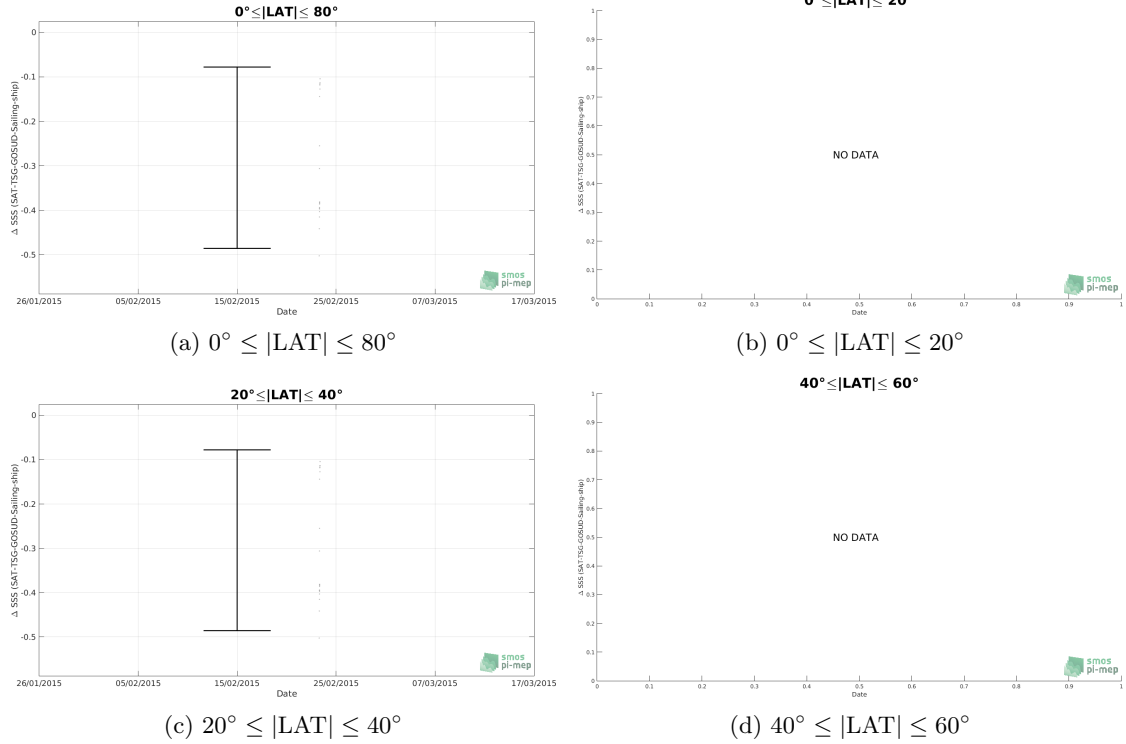 0°≤|LAT|≤ 80°
Δ SSS (SAT-TSG-GOSUD-Sailing-ship)
0
-0.1
-0.2
-0.3
-0.4
-0.5
26/01/2015 05/02/2015 15/02/2015 25/02/2015 07/03/2015 17/03/2015
Date
smos
pi-mep
(a) 0° ≤ |LAT| ≤ 80°
0°≤|LAT|≤ 20°
Δ SSS (SAT-TSG-GOSUD-Sailing-ship)
1
0.9
0.8
0.7
0.6
0.5
0.4
0.3
0.2
0.1
0
NO DATA
0 0.1 0.2 0.3 0.4 0.5 0.6 0.7 0.8 0.9 1
Date
smos
pi-mep
(b) 0° ≤ |LAT| ≤ 20°
20°≤|LAT|≤ 40°
Δ SSS (SAT-TSG-GOSUD-Sailing-ship)
0
-0.1
-0.2
-0.3
-0.4
-0.5
26/01/2015 05/02/2015 15/02/2015 25/02/2015 07/03/2015 17/03/2015
Date
smos
pi-mep
(c) 20° ≤ |LAT| ≤ 40°
40°≤|LAT|≤ 60°
Δ SSS (SAT-TSG-GOSUD-Sailing-ship)
1
0.9
0.8
0.7
0.6
0.5
0.4
0.3
0.2
0.1
0
NO DATA
0 0.1 0.2 0.3 0.4 0.5 0.6 0.7 0.8 0.9 1
Date
smos
pi-mep
(d) 40° ≤ |LAT| ≤ 60°